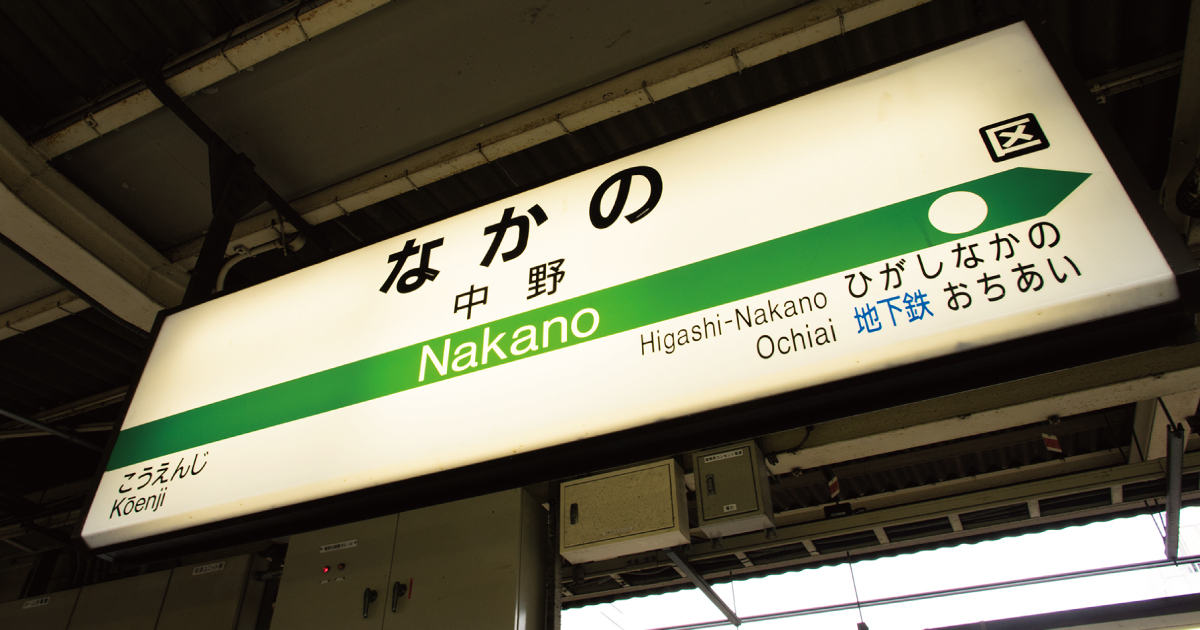 区
なかの
中野
Nakano
Higashi-Nakano ひがしなかの
Ochiai 地下鉄 おちあい
こうえんじ
Kōenji